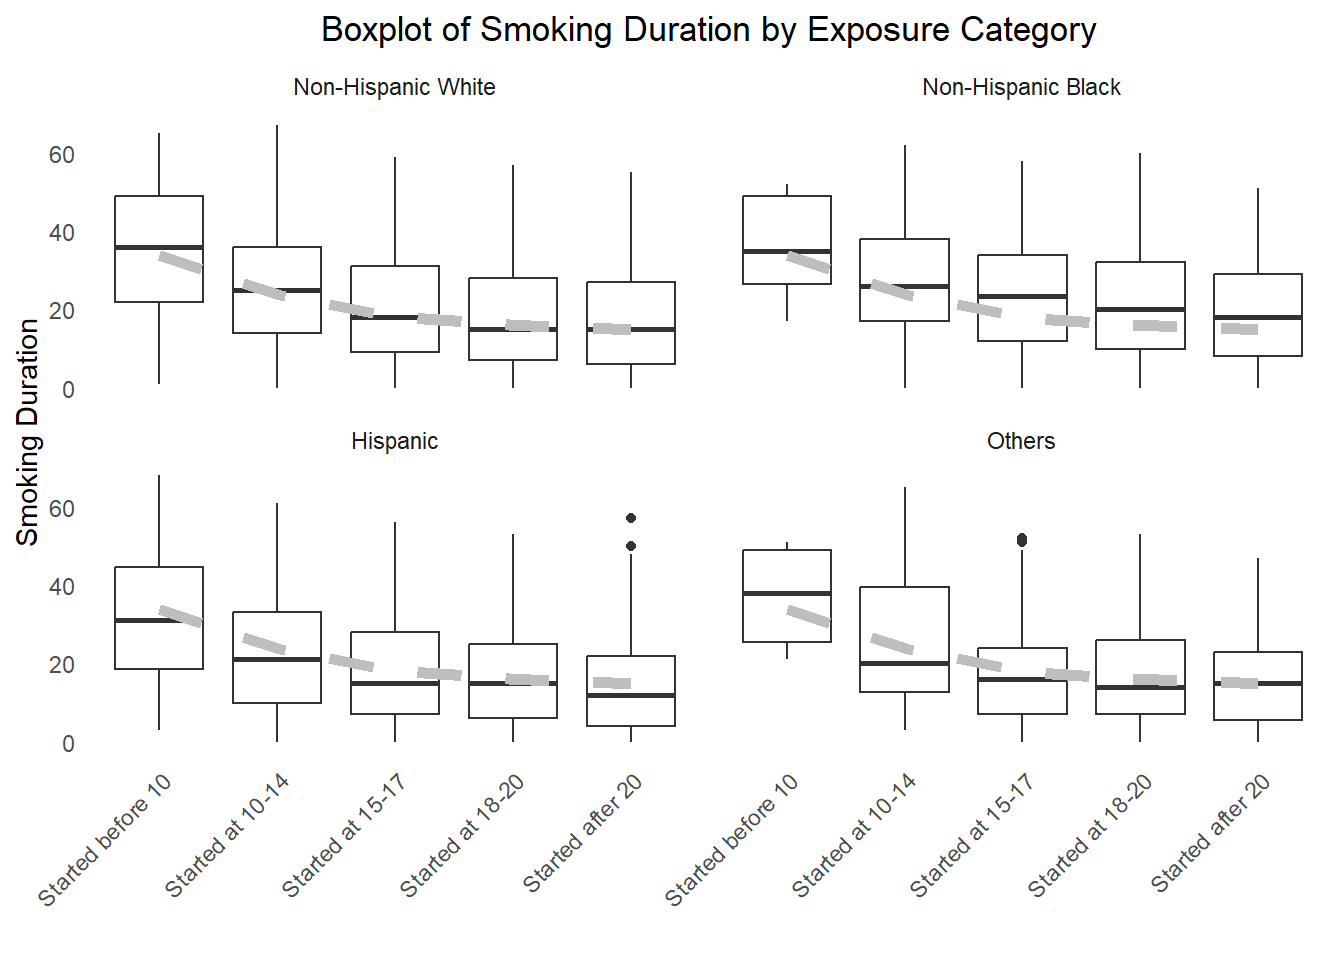 Boxplot of Smoking Duration by Exposure Category
Non-Hispanic White
Non-Hispanic Black
60
40
20
0
Hispanic
Others
60
40
20
0
Smoking Duration
Started before 10
Started at 10-14
Started at 15-17
Started at 18-20
Started after 20
Started before 10
Started at 10-14
Started at 15-17
Started at 18-20
Started after 20